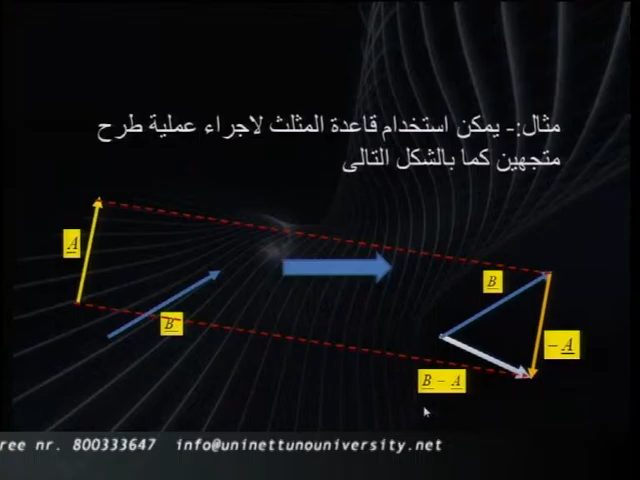 مثال:- يمكن استخدام قاعدة المثلث لاجراء عملية طرح
متجهين كما بالشكل التالى
A
B
B
- A
B - A
ree nr. 800333647 info@uninettunouniversity.net